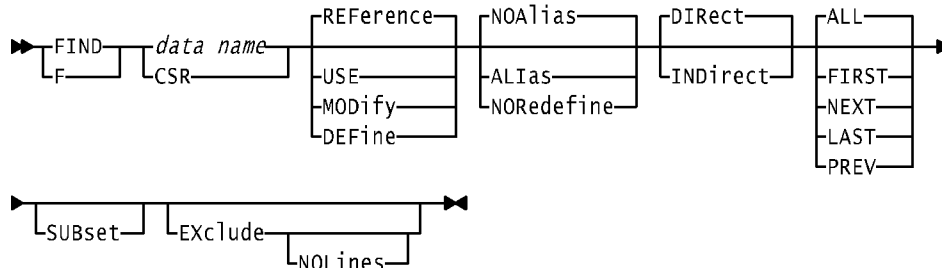 REFerence NOAlias DIRect ALL
FIND data name
F CSR USE ALIas INDirect FIRST
MODify NORedefine NEXT
DEFine LAST
PREV
SUBset EXclude
NOLines